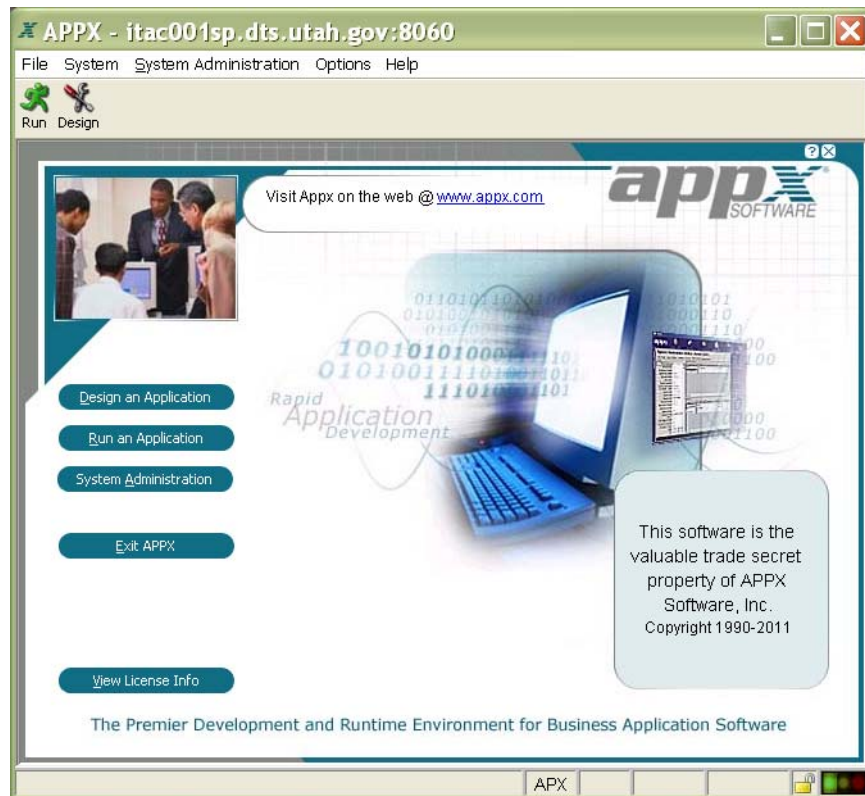 APPX - itac001sp.dts.utah.gov:8060
File System System Administration Options Help
Run Design
Visit Appx on the web @ www.appx.com
appx
SOFTWARE
Rapid
Application
Development
Design an Application
Run an Application
System Administration
Exit APPX
This software is the
valuable trade secret
property of APPX
Software, Inc.
Copyright 1990-2011
View License Info
The Premier Development and Runtime Environment for Business Application Software
APX